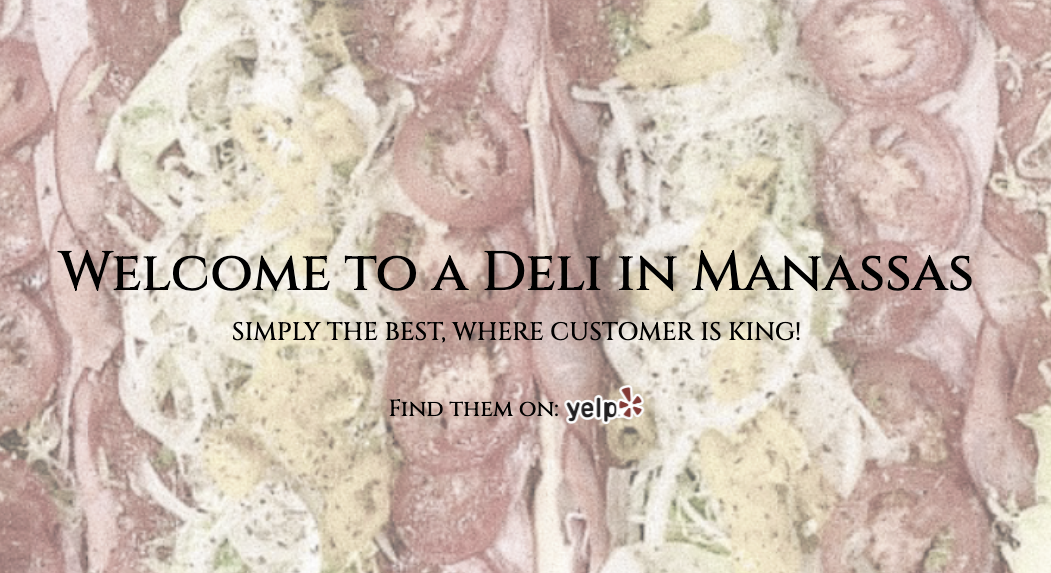 Welcome to a Deli in Manassas
SIMPLY THE BEST, WHERE CUSTOMER IS KING!
Find them on: yelp